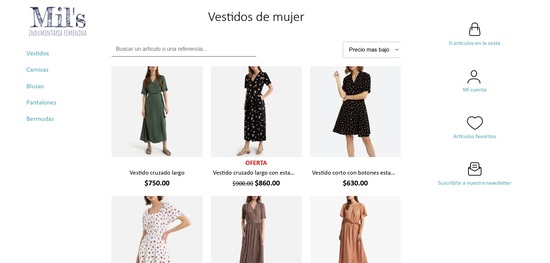 Mil's
INDUMENTARIA FEMENINA
Vestidos de mujer
Vestidos
Camisas
Blusas
Pantalones
Bermudas
Buscar un articulo o una referencia...
Precio mas bajo
0 artículos en la cesta
Mi cuenta
Artículos favoritos
Suscribite a nuestra newsletter
OFERTA
Vestido cruzado largo
$750.00
Vestido cruzado largo con esta...
$900.00 $860.00
Vestido corto con botones esta...
$630.00